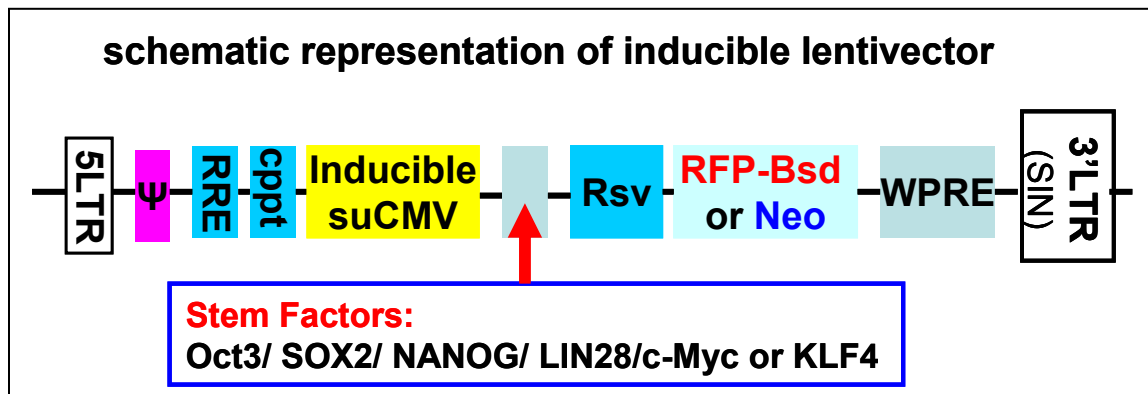 schematic representation of inducible lentivector
5LTR
Ψ
RRE
cppt
Inducible
suCMV
Rsv
RFP-Bsd
or Neo
WPRE
3'LTR
(SIN)
Stem Factors:
Oct3/ SOX2/ NANOG/ LIN28/c-Myc or KLF4